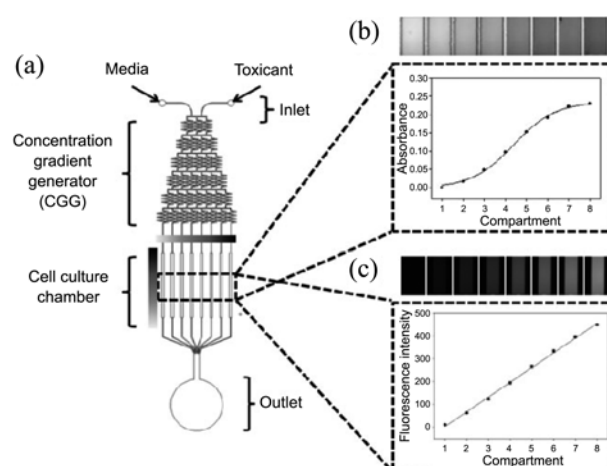 (a)
Media
Toxicant
Inlet
Concentration
gradient
generator
(CGG)
Cell culture
chamber
Outlet
(b)
Absorbance
0.25
0.20
0.15
0.10
0.05
0.00
1 2 3 4 5 6 7 8
Compartment
(c)
Fluorescence intensity
500
400
300
200
100
0
1 2 3 4 5 6 7 8
Compartment